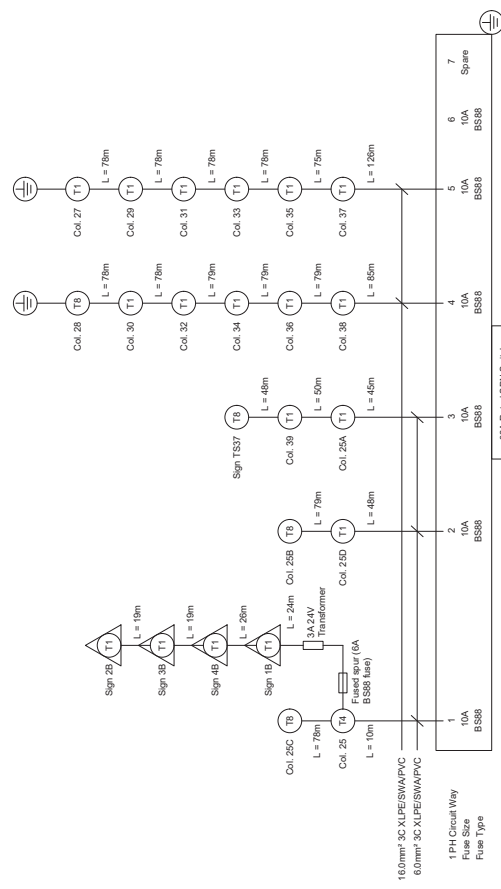 Sign 2B
T1
L = 19m
Sign 3B
T1
L = 19m
Sign 4B
T1
L = 26m
Sign 1B
T1
L = 24m
3A 24V
Transformer
Fused spur (6A
BS88 fuse)
Col. 25C
T8
L = 78m
Col. 25
T4
L = 10m
Col. 25B
T8
L = 79m
Col. 25D
T1
L = 48m
Sign TS37
T8
L = 48m
Col. 39
T1
L = 50m
Col. 25A
T1
L = 45m
Col. 28
T8
L = 78m
Col. 30
T1
L = 78m
Col. 32
T1
L = 79m
Col. 34
T1
L = 79m
Col. 36
T1
L = 79m
Col. 38
T1
L = 85m
Col. 27
T1
L = 78m
Col. 29
T1
L = 78m
Col. 31
T1
L = 78m
Col. 33
T1
L = 78m
Col. 35
T1
L = 75m
Col. 37
T1
L = 126m
16.0mm² 3C XLPE/SWA/PVC
6.0mm² 3C XLPE/SWA/PVC
1 PH Circuit Way
Fuse Size
Fuse Type
1
10A
BS88
2
10A
BS88
3
10A
BS88
4
10A
BS88
5
10A
BS88
6
10A
BS88
7
Spare